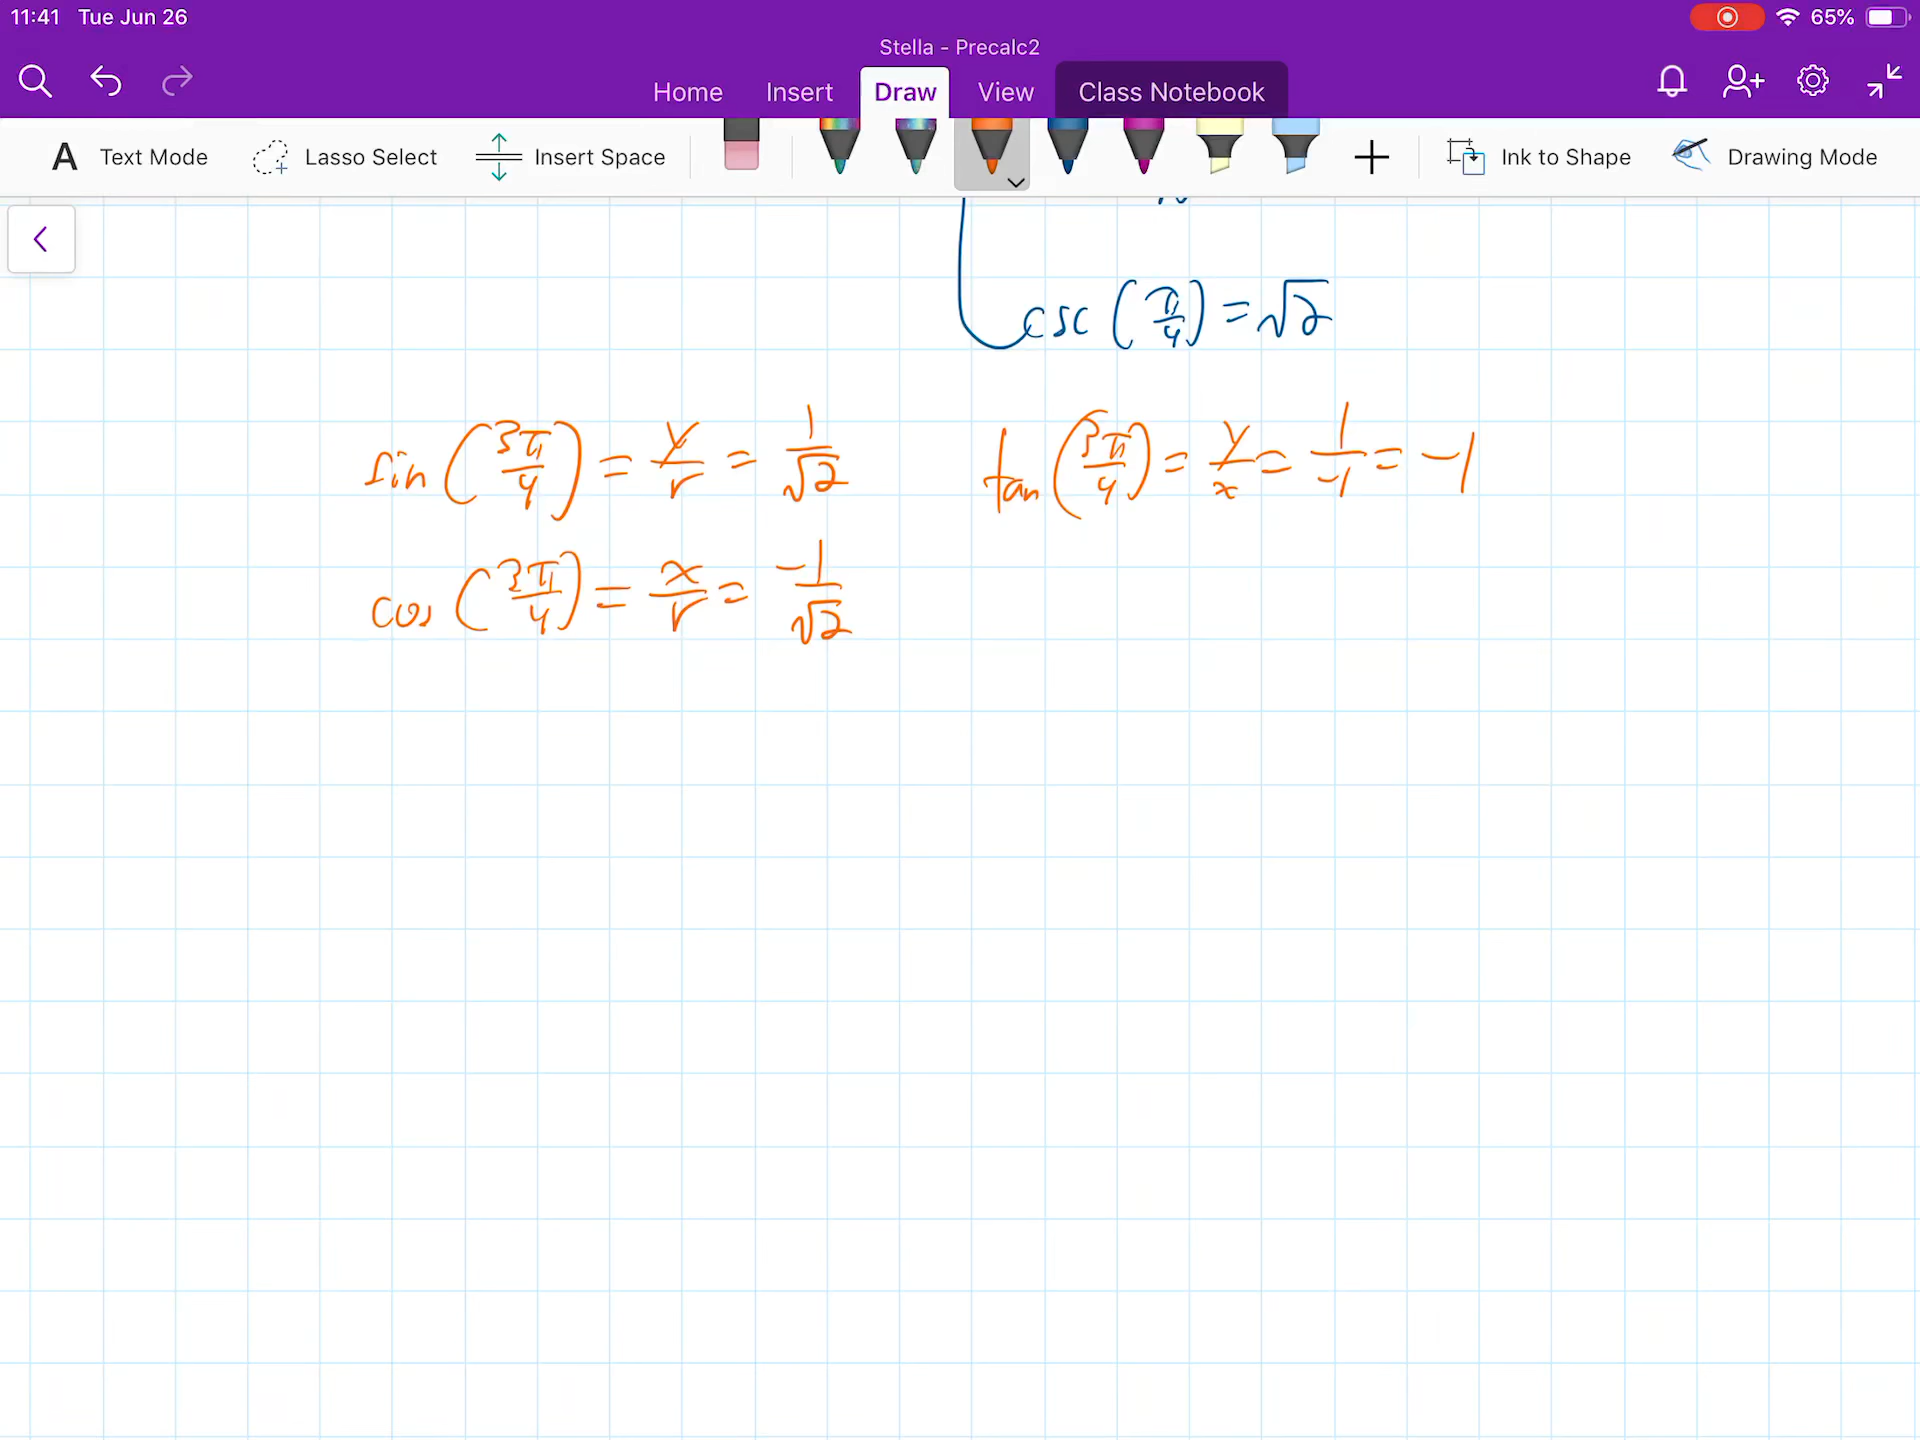 11:41 Tue Jun 26 65%
Stella - Precalc2
Home Insert Draw View Class Notebook
A Text Mode Lasso Select Insert Space Ink to Shape Drawing Mode
csc (π/4) = √2
sin (3π/4) = y/r = 1/√2 tan (3π/4) = y/x = 1/-1 = -1
cos (3π/4) = x/r = -1/√2